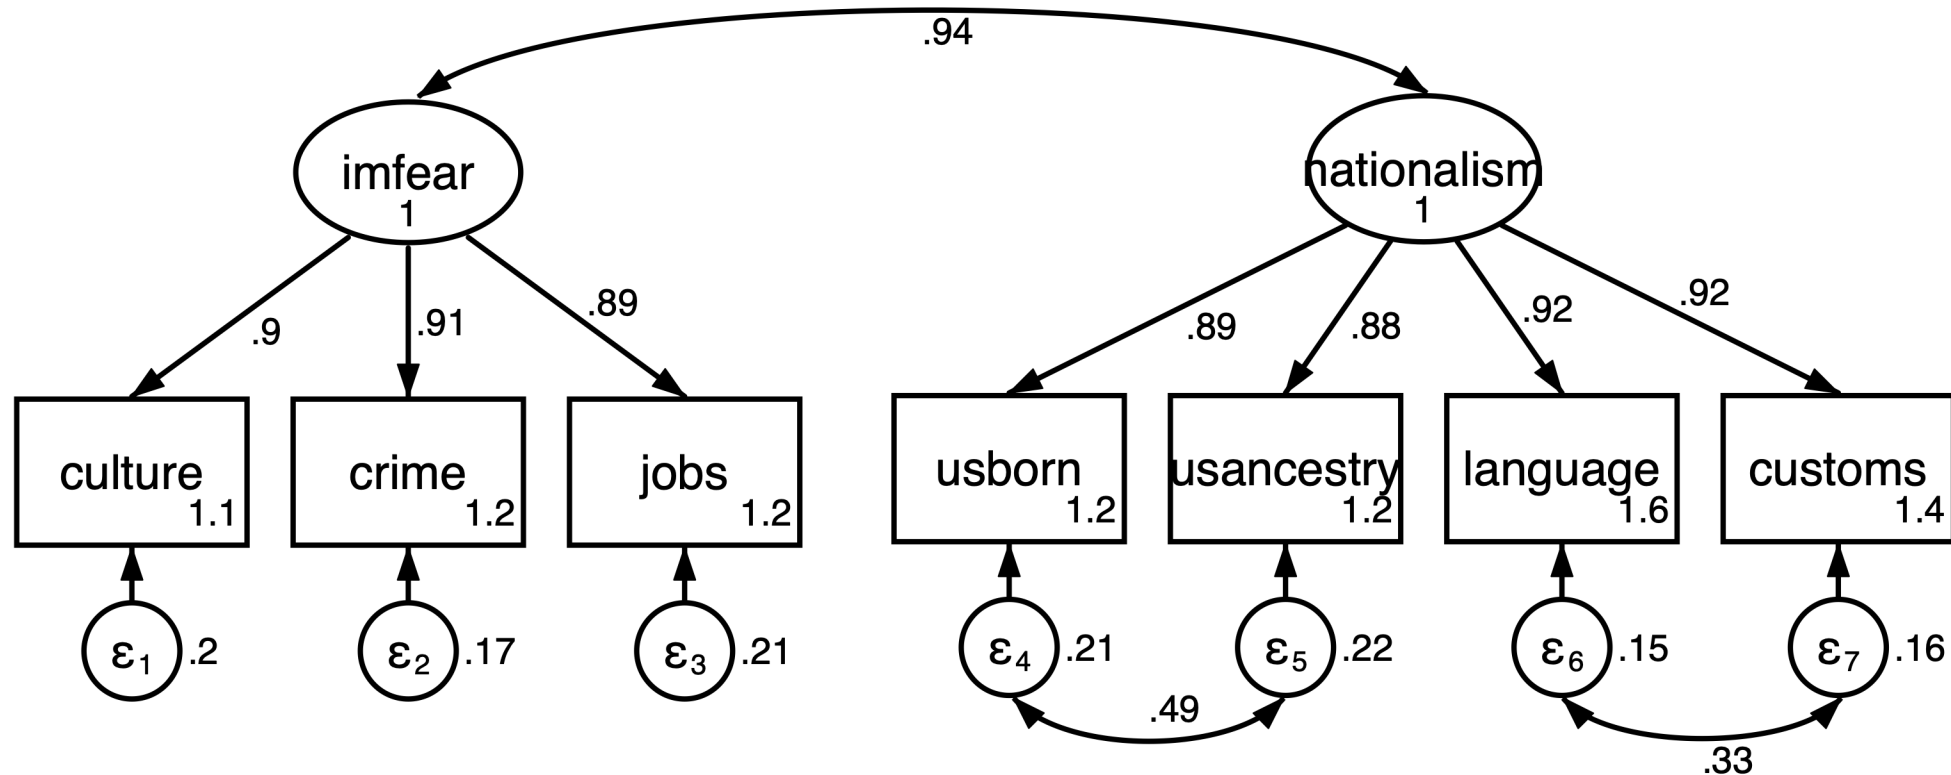 .94
imfear
1
nationalism
1
.9
.91
.89
.89
.88
.92
.92
culture
1.1
crime
1.2
jobs
1.2
usborn
1.2
usancestry
1.2
language
1.6
customs
1.4
ε₁ .2
ε₂ .17
ε₃ .21
ε₄ .21
ε₅ .22
ε₆ .15
ε₇ .16
.49
.33